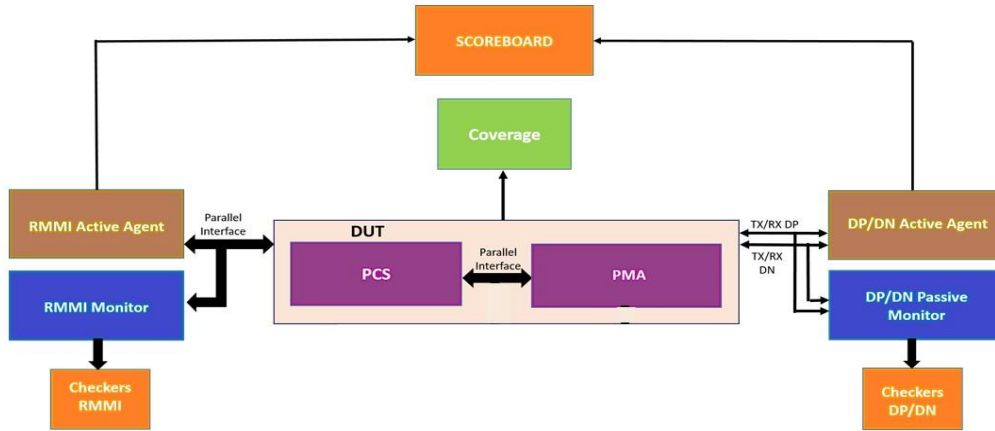 SCOREBOARD
Coverage
RMMI Active Agent
Parallel
Interface
DUT
TX/RX DP
TX/RX
DN
DP/DN Active Agent
PCS
Parallel
Interface
PMA
RMMI Monitor
DP/DN Passive
Monitor
Checkers
RMMI
Checkers
DP/DN